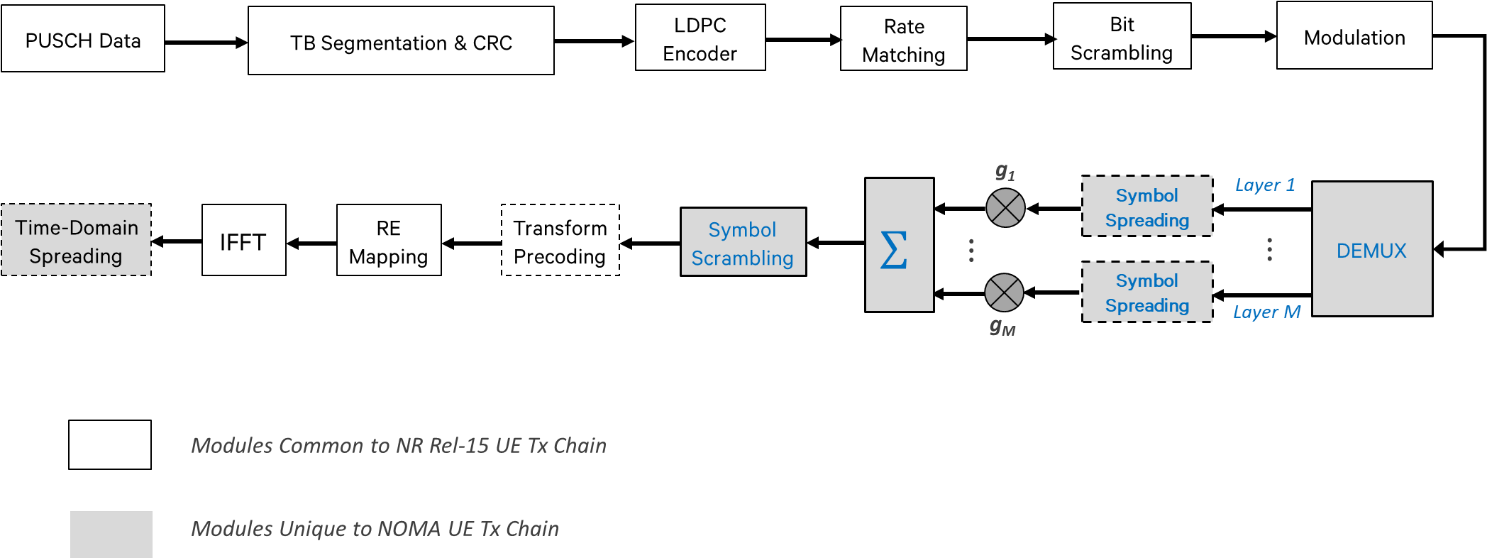 PUSCH Data
TB Segmentation & CRC
LDPC
Encoder
Rate
Matching
Bit
Scrambling
Modulation
Time-Domain
Spreading
IFFT
RE
Mapping
Transform
Precoding
Symbol
Scrambling
∑
g1
gM
Symbol
Spreading
Symbol
Spreading
Layer 1
Layer M
DEMUX
Modules Common to NR Rel-15 UE Tx Chain
Modules Unique to NOMA UE Tx Chain